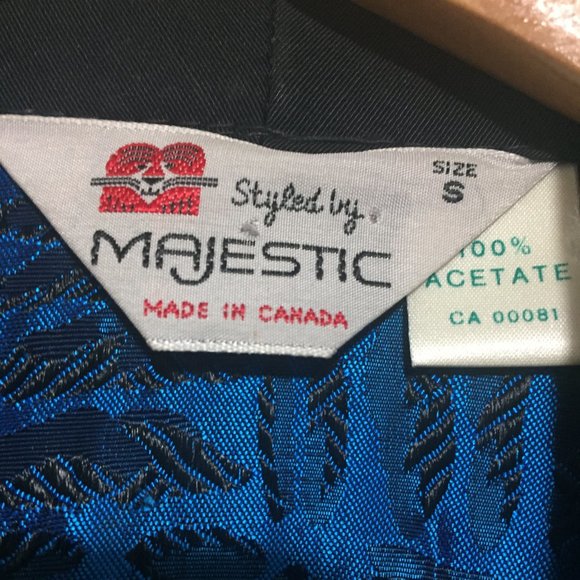 Styled by
MAJESTIC
MADE IN CANADA
SIZE
S
100%
ACETATE
CA 00081